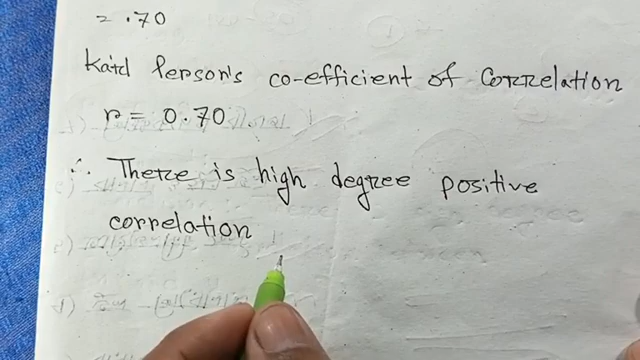 = .70
Karl Person's co-efficient of Correlation
r = 0.70
∴ There is high degree positive
correlation